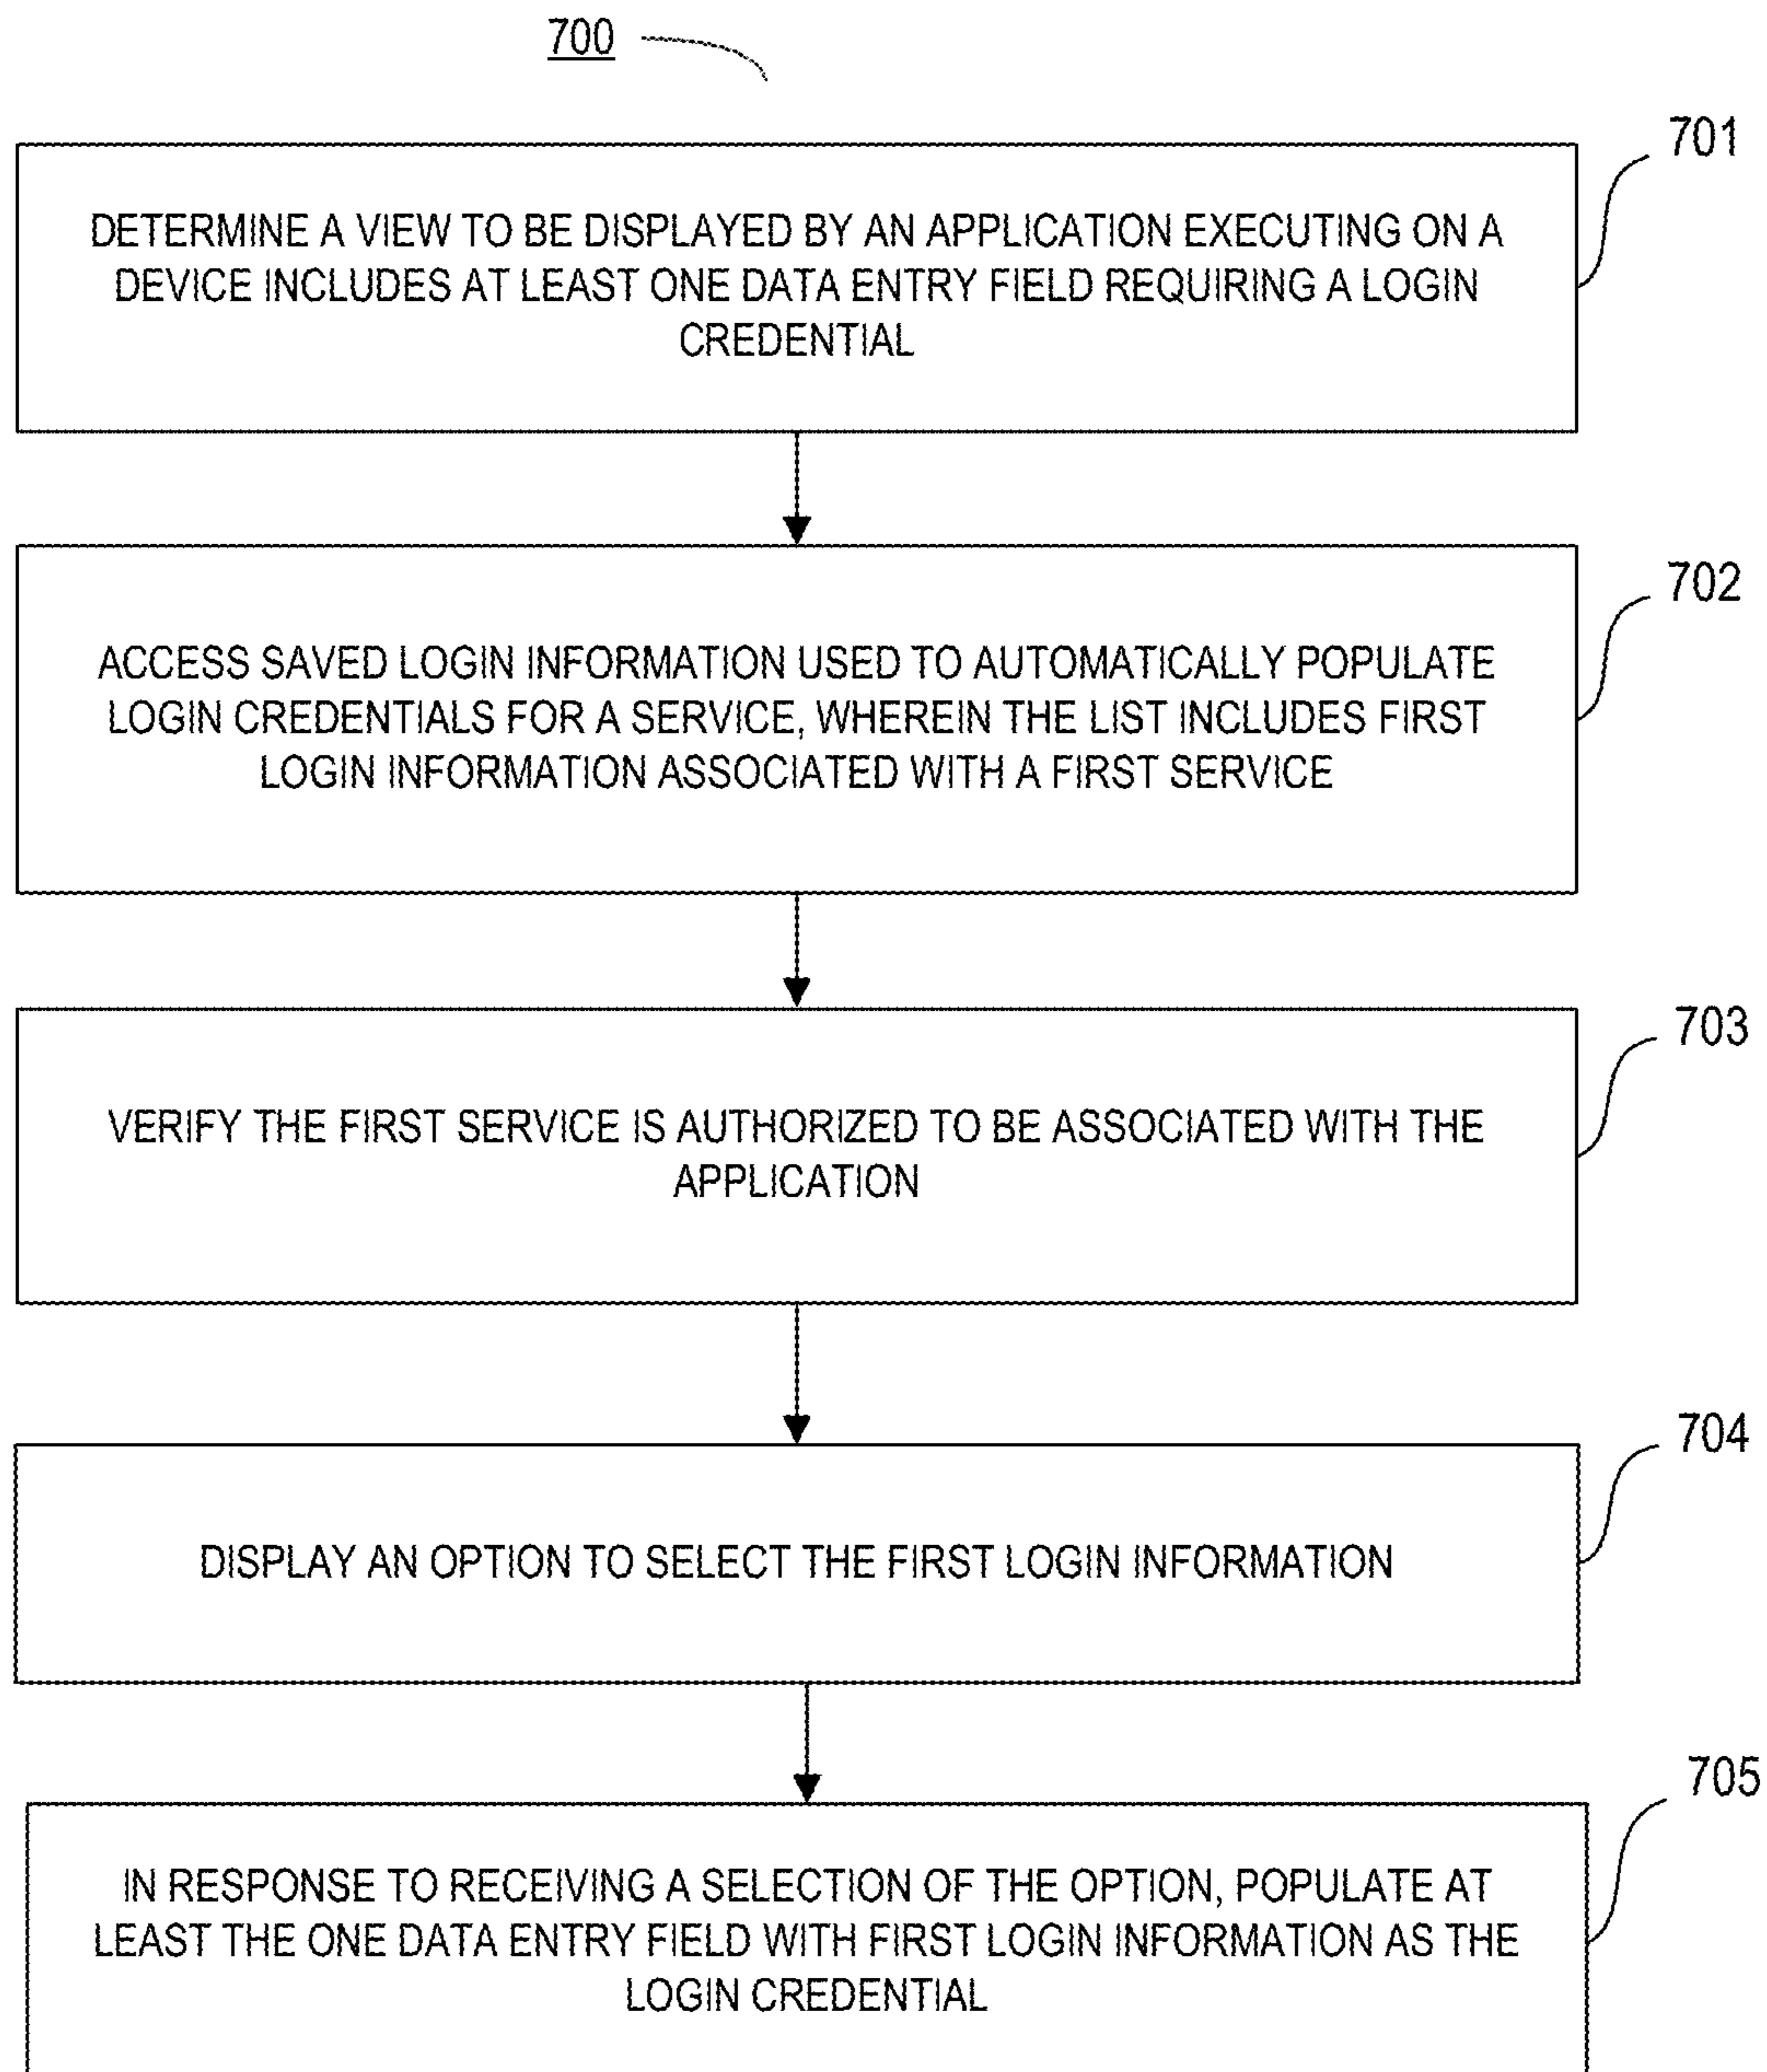 700
701
DETERMINE A VIEW TO BE DISPLAYED BY AN APPLICATION EXECUTING ON A
DEVICE INCLUDES AT LEAST ONE DATA ENTRY FIELD REQUIRING A LOGIN
CREDENTIAL
702
ACCESS SAVED LOGIN INFORMATION USED TO AUTOMATICALLY POPULATE
LOGIN CREDENTIALS FOR A SERVICE, WHEREIN THE LIST INCLUDES FIRST
LOGIN INFORMATION ASSOCIATED WITH A FIRST SERVICE
703
VERIFY THE FIRST SERVICE IS AUTHORIZED TO BE ASSOCIATED WITH THE
APPLICATION
704
DISPLAY AN OPTION TO SELECT THE FIRST LOGIN INFORMATION
705
IN RESPONSE TO RECEIVING A SELECTION OF THE OPTION, POPULATE AT
LEAST THE ONE DATA ENTRY FIELD WITH FIRST LOGIN INFORMATION AS THE
LOGIN CREDENTIAL